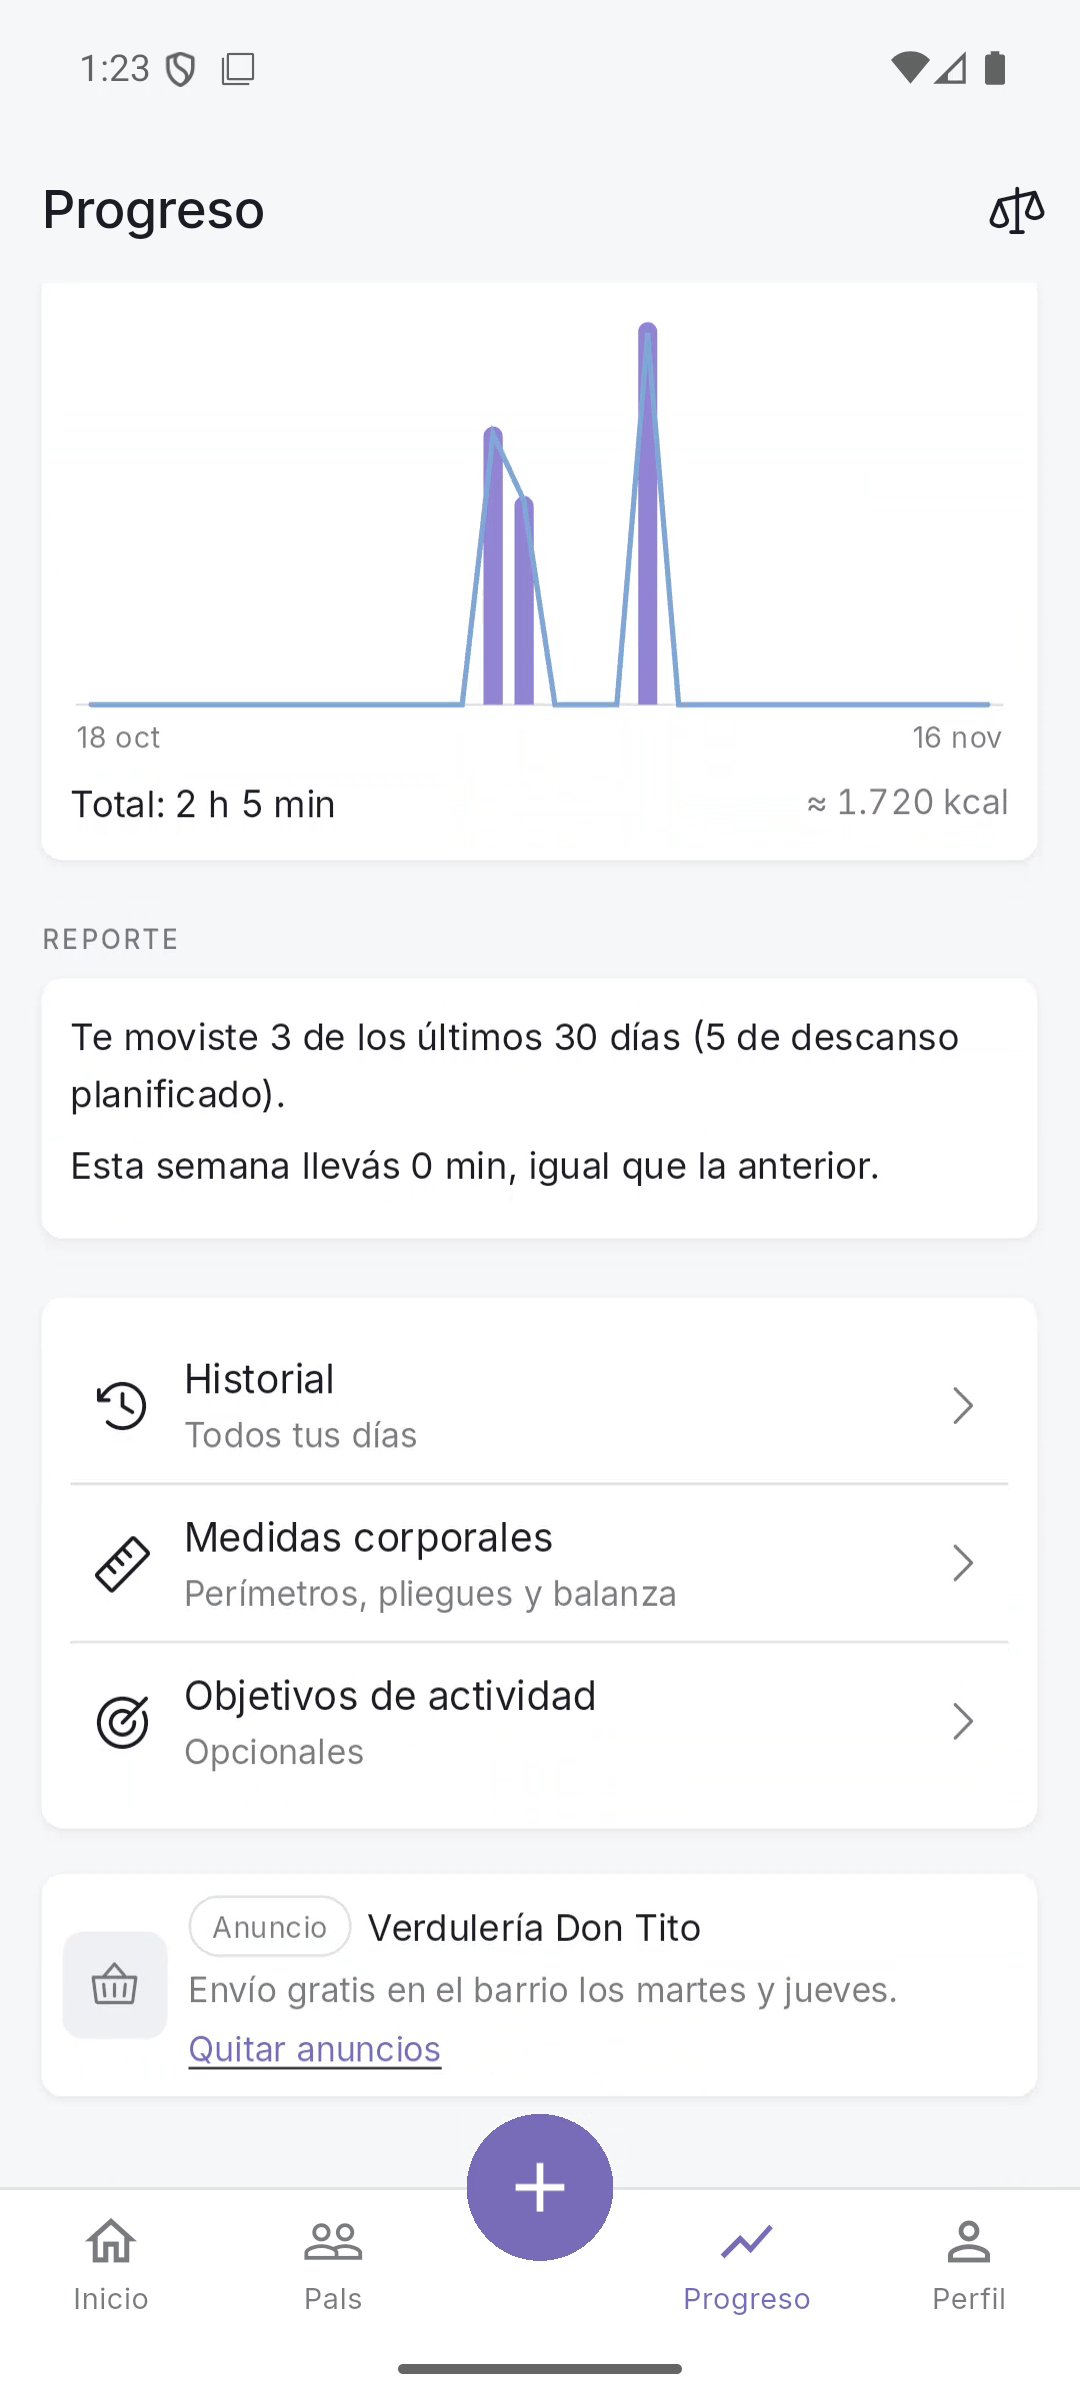 1:23
Progreso
18 oct
16 nov
Total: 2 h 5 min
≈ 1.720 kcal
REPORTE
Te moviste 3 de los últimos 30 días (5 de descanso
planificado).
Esta semana llevás 0 min, igual que la anterior.
Historial
Todos tus días
Medidas corporales
Perímetros, pliegues y balanza
Objetivos de actividad
Opcionales
Anuncio Verdulería Don Tito
Envío gratis en el barrio los martes y jueves.
Quitar anuncios
Inicio
Pals
Progreso
Perfil